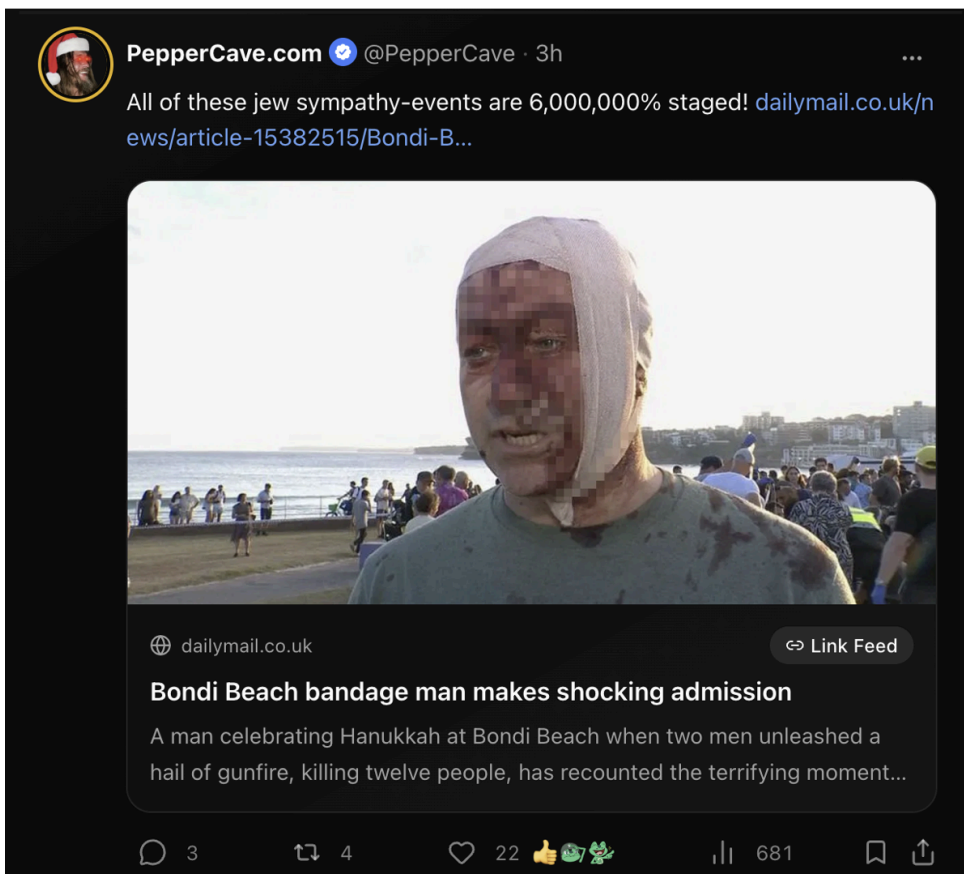 PepperCave.com @PepperCave · 3h
All of these jew sympathy-events are 6,000,000% staged! dailymail.co.uk/n
ews/article-15382515/Bondi-B...
dailymail.co.uk
Link Feed
Bondi Beach bandage man makes shocking admission
A man celebrating Hanukkah at Bondi Beach when two men unleashed a
hail of gunfire, killing twelve people, has recounted the terrifying moment...
3 4 22 681